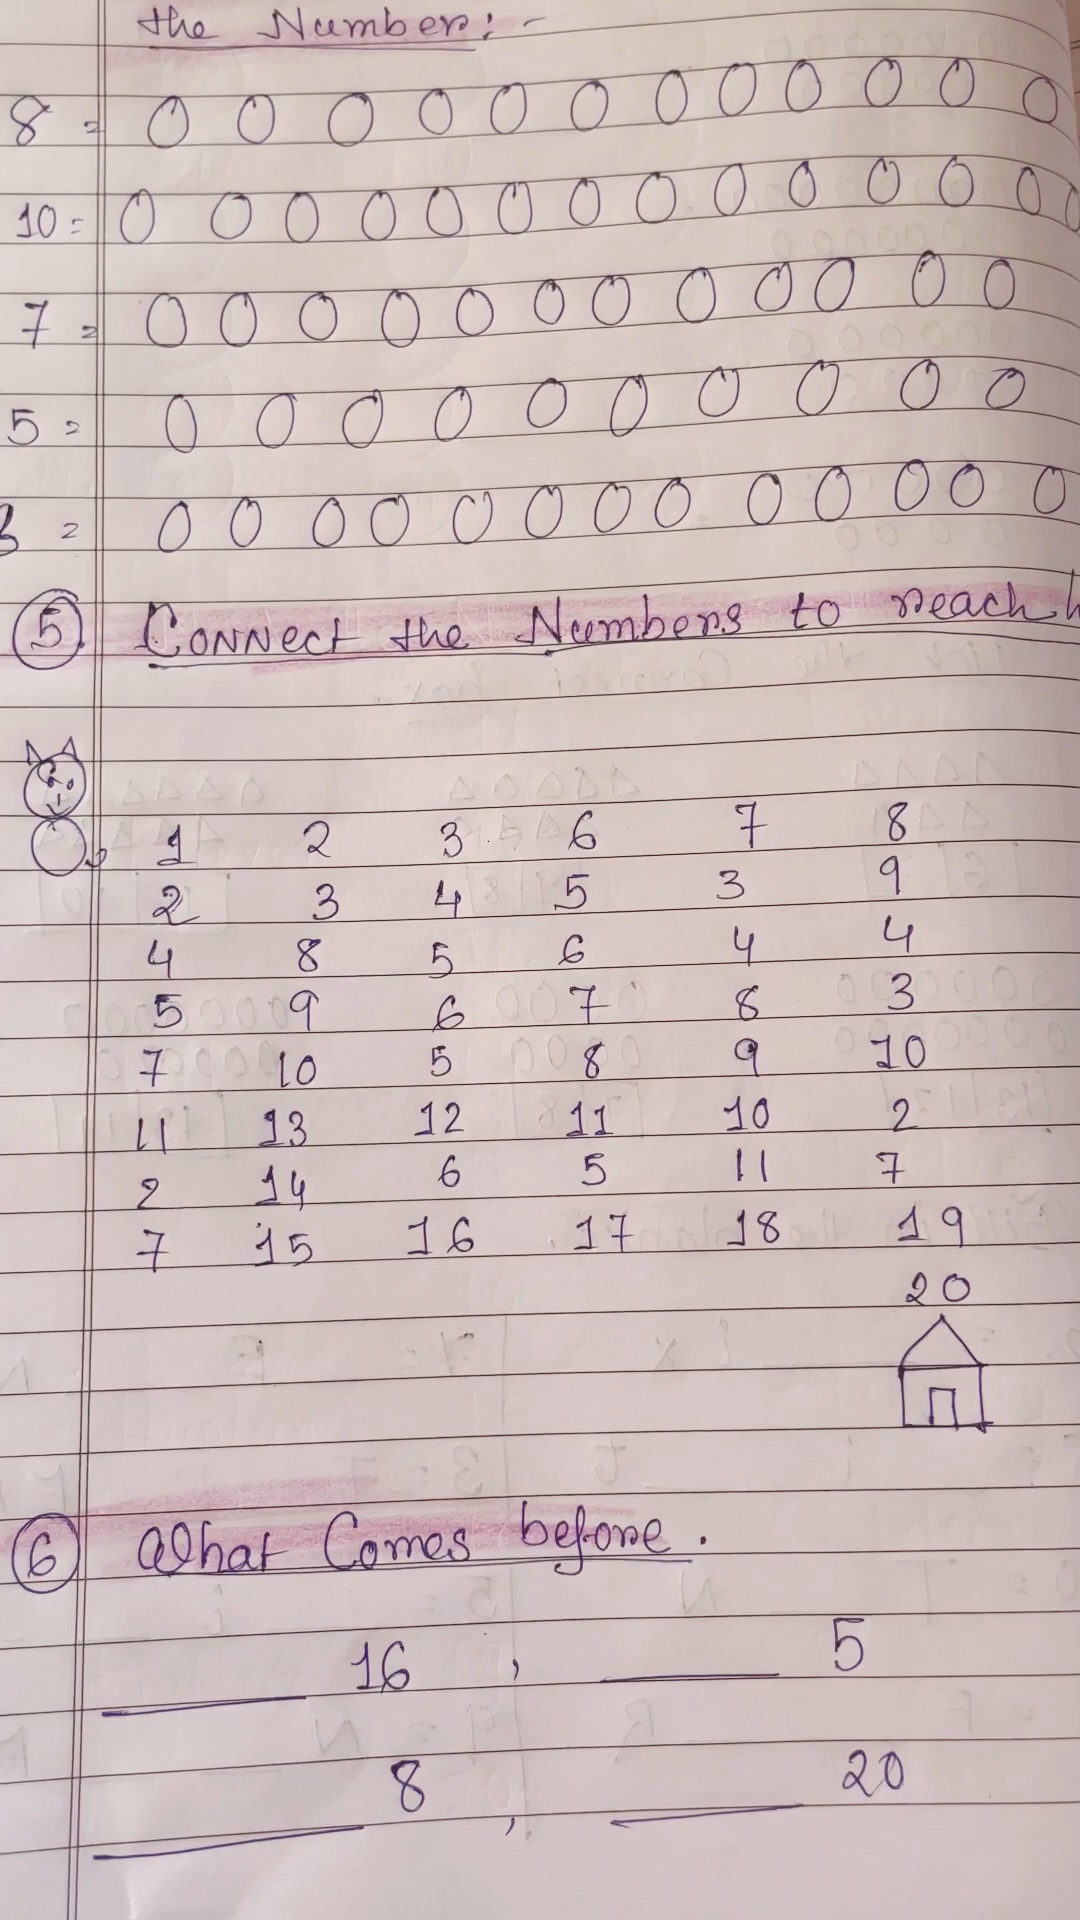 the Number:-
8 = 0 0 0 0 0 0 0 0 0 0 0 0
10 = 0 0 0 0 0 0 0 0 0 0 0 0 0 0
7 = 0 0 0 0 0 0 0 0 0 0 0 0
5 = 0 0 0 0 0 0 0 0 0 0
3 = 0 0 0 0 0 0 0 0 0 0 0 0 0
5. Connect the Numbers to reach h
1 2 3 6 7 8
2 3 4 5 3 9
4 8 5 6 4 4
5 9 6 7 8 3
7 10 5 8 9 10
11 13 12 11 10 2
2 14 6 5 11 7
7 15 16 17 18 19
20
6 What Comes before.
____ 16 , ____ 5
____ 8 , ____ 20